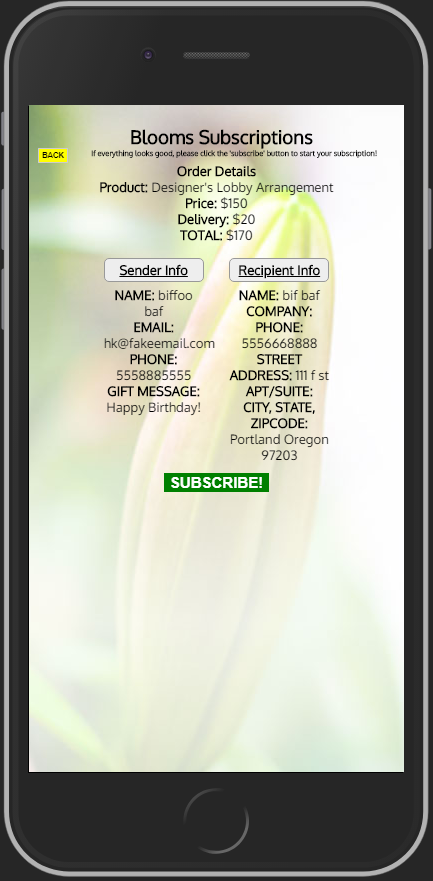 Blooms Subscriptions
BACK
If everything looks good, please click the 'subscribe' button to start your subscription!
Order Details
Product: Designer's Lobby Arrangement
Price: $150
Delivery: $20
TOTAL: $170
Sender Info
NAME: biffoo
baf
EMAIL:
hk@fakeemail.com
PHONE:
5558885555
GIFT MESSAGE:
Happy Birthday!
Recipient Info
NAME: bif baf
COMPANY:
PHONE:
5556668888
STREET
ADDRESS: 111 f st
APT/SUITE:
CITY, STATE,
ZIPCODE:
Portland Oregon
97203
SUBSCRIBE!